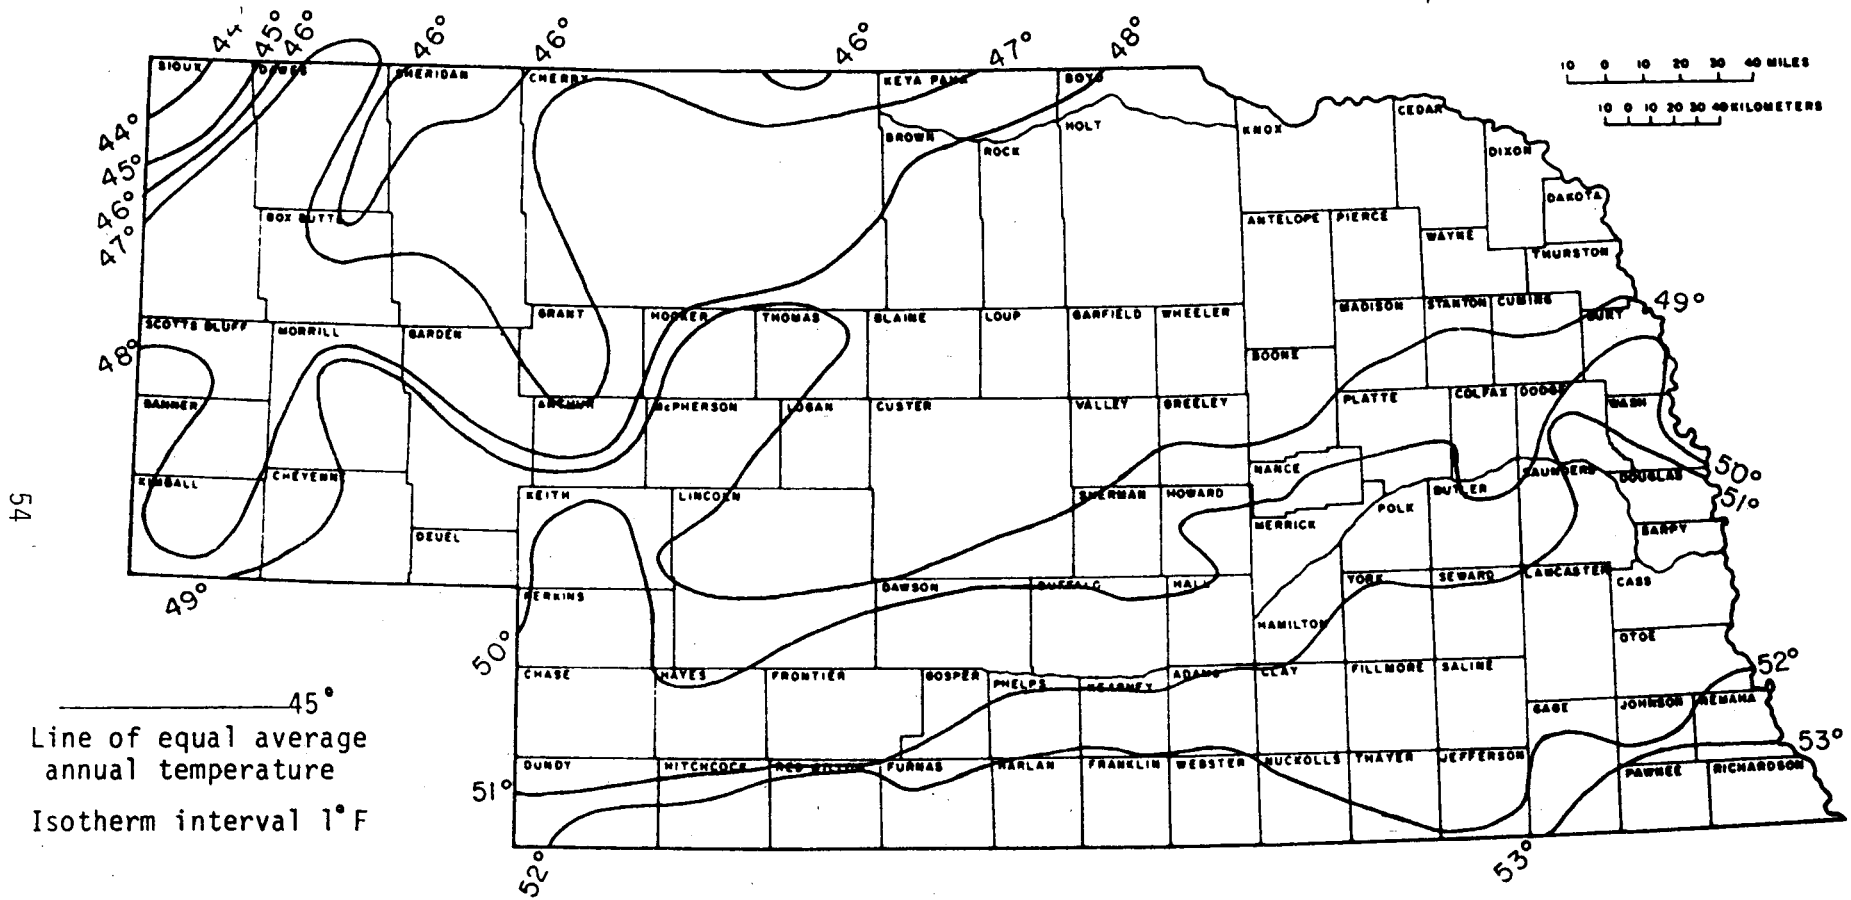 44°
45°
46°
46°
46°
46°
47°
48°
10 0 10 20 30 40 MILES
10 0 10 20 30 40 KILOMETERS
SIOUX
DAWES
SHERIDAN
CHERRY
KEYA PAHA
BOYD
CEDAR
44°
HOLT
KNOX
BROWN
ROCK
DIXON
45°
DAKOTA
46°
BOX BUTTE
ANTELOPE
PIERCE
47°
WAYNE
THURSTON
49°
GRANT
HOOKER
THOMAS
BLAINE
LOUP
GARFIELD
WHEELER
MADISON
STANTON
CUMING
BURT
SCOTTS BLUFF
MORRILL
GARDEN
48°
BOONE
BANNER
ARTHUR
McPHERSON
LOGAN
CUSTER
VALLEY
GREELEY
PLATTE
COLFAX
DODGE
WASH
50°
NANCE
KIMBALL
CHEYENNE
SAUNDERS
DOUGLAS
51°
KEITH
LINCOLN
SHERMAN
HOWARD
BUTLER
54
MERRICK
POLK
DEUEL
SARPY
49°
PERKINS
DAWSON
BUFFALO
HALL
YORK
SEWARD
LANCASTER
CASS
HAMILTON
OTOE
50°
52°
CHASE
HAYES
FRONTIER
GOSPER
PHELPS
KEARNEY
ADAMS
CLAY
FILLMORE
SALINE
45°
GAGE
JOHNSON
NEMAHA
Line of equal average
annual temperature
53°
DUNDY
HITCHCOCK
RED WILLOW
FURNAS
HARLAN
FRANKLIN
WEBSTER
NUCKOLLS
THAYER
JEFFERSON
PAWNEE
RICHARDSON
51°
Isotherm interval 1°F
52°
53°